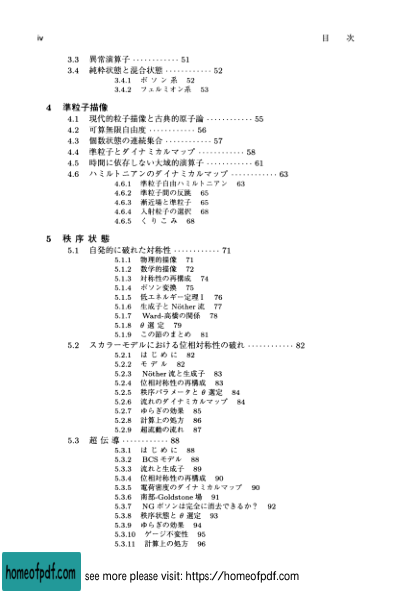 iv 目 次
3.3 異常演算子 ············ 51
3.4 純粋状態と混合状態 ············ 52
3.4.1 ボ ソ ン 系 52
3.4.2 フェルミオン系 53
4 準粒子描像
4.1 現代的粒子描像と古典的原子論 ············ 55
4.2 可算無限自由度 ············ 56
4.3 個数状態の連続集合 ············ 57
4.4 準粒子とダイナミカルマップ ············ 58
4.5 時間に依存しない大域的演算子 ············ 61
4.6 ハミルトニアンのダイナミカルマップ ············ 63
4.6.1 準粒子自由ハミルトニアン 63
4.6.2 準粒子間の反跳 65
4.6.3 漸近場と準粒子 65
4.6.4 入射粒子の選択 68
4.6.5 く り こ み 68
5 秩 序 状 態
5.1 自発的に破れた対称性 ············ 71
5.1.1 物理的描像 71
5.1.2 数学的描像 72
5.1.3 対称性の再構成 74
5.1.4 ボソン変換 75
5.1.5 低エネルギー定理 I 76
5.1.6 生成子と Nöther 流 77
5.1.7 Ward-高橋の関係 78
5.1.8 θ 選 定 79
5.1.9 この節のまとめ 81
5.2 スカラーモデルにおける位相対称性の破れ ············ 82
5.2.1 は じ め に 82
5.2.2 モ デ ル 82
5.2.3 Nöther 流と生成子 83
5.2.4 位相対称性の再構成 83
5.2.5 秩序パラメータと θ 選定 84
5.2.6 流れのダイナミカルマップ 84
5.2.7 ゆらぎの効果 85
5.2.8 計算上の処方 86
5.2.9 超流動の流れ 87
5.3 超 伝 導 ············ 88
5.3.1 は じ め に 88
5.3.2 BCS モデル 88
5.3.3 流れと生成子 89
5.3.4 位相対称性の再構成 90
5.3.5 電荷密度のダイナミカルマップ 90
5.3.6 南部-Goldstone 場 91
5.3.7 NG ボソンは完全に消去できるか？ 92
5.3.8 秩序状態と θ 選定 93
5.3.9 ゆらぎの効果 94
5.3.10 ゲージ不変性 95
5.3.11 計算上の処方 96
homeofpdf.com see more please visit: https://homeofpdf.com